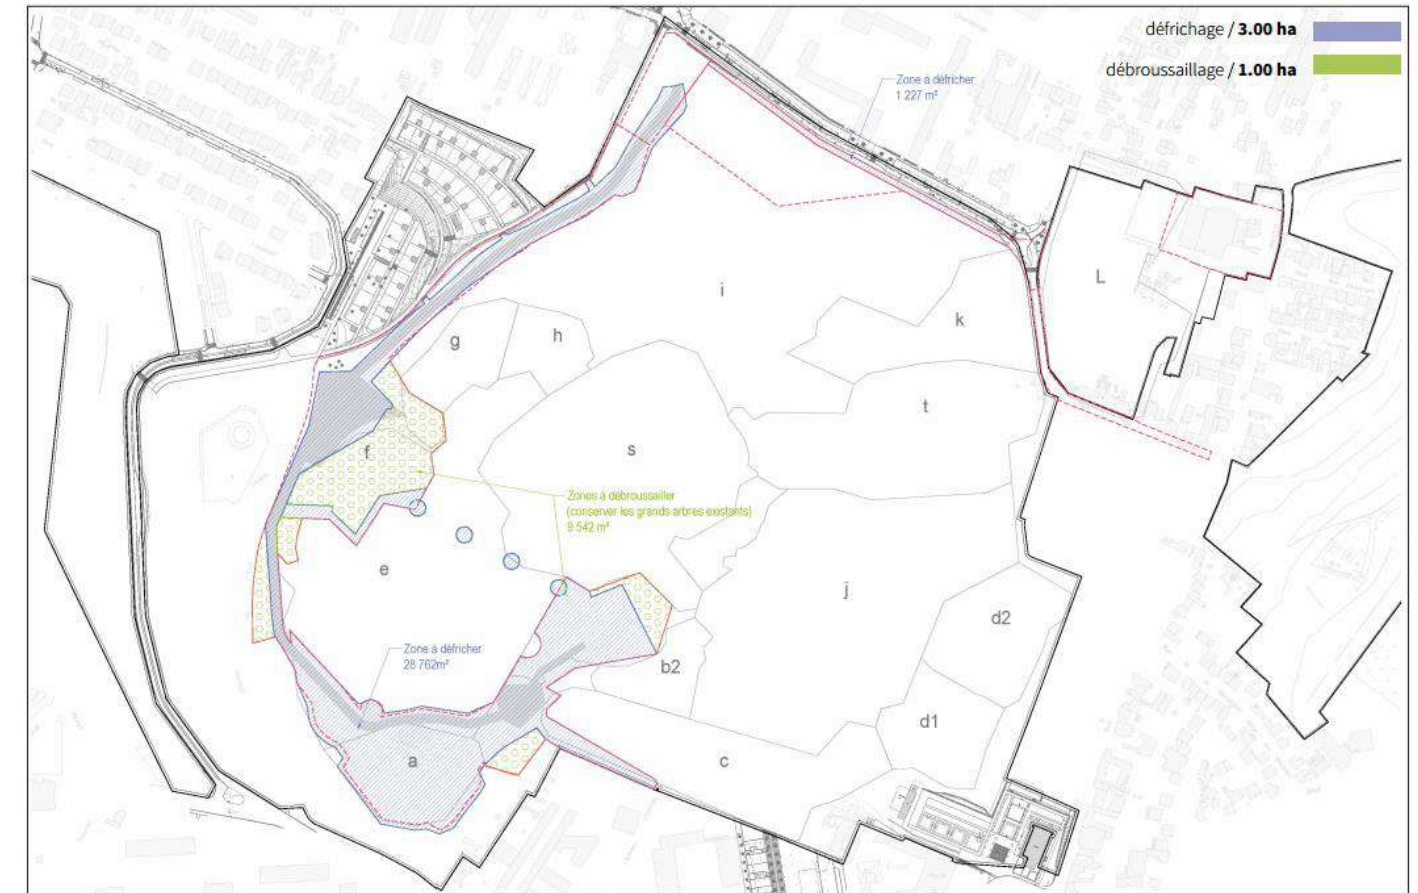 défrichage / 3.00 ha
débroussaillage / 1.00 ha
Zone à défricher
1 227 m²
L
i
k
g
h
t
s
f
Zones à débroussailler
(conserver les grands arbres existants)
9 542 m²
e
j
d2
Zone à défricher
28 762m²
b2
d1
a
c